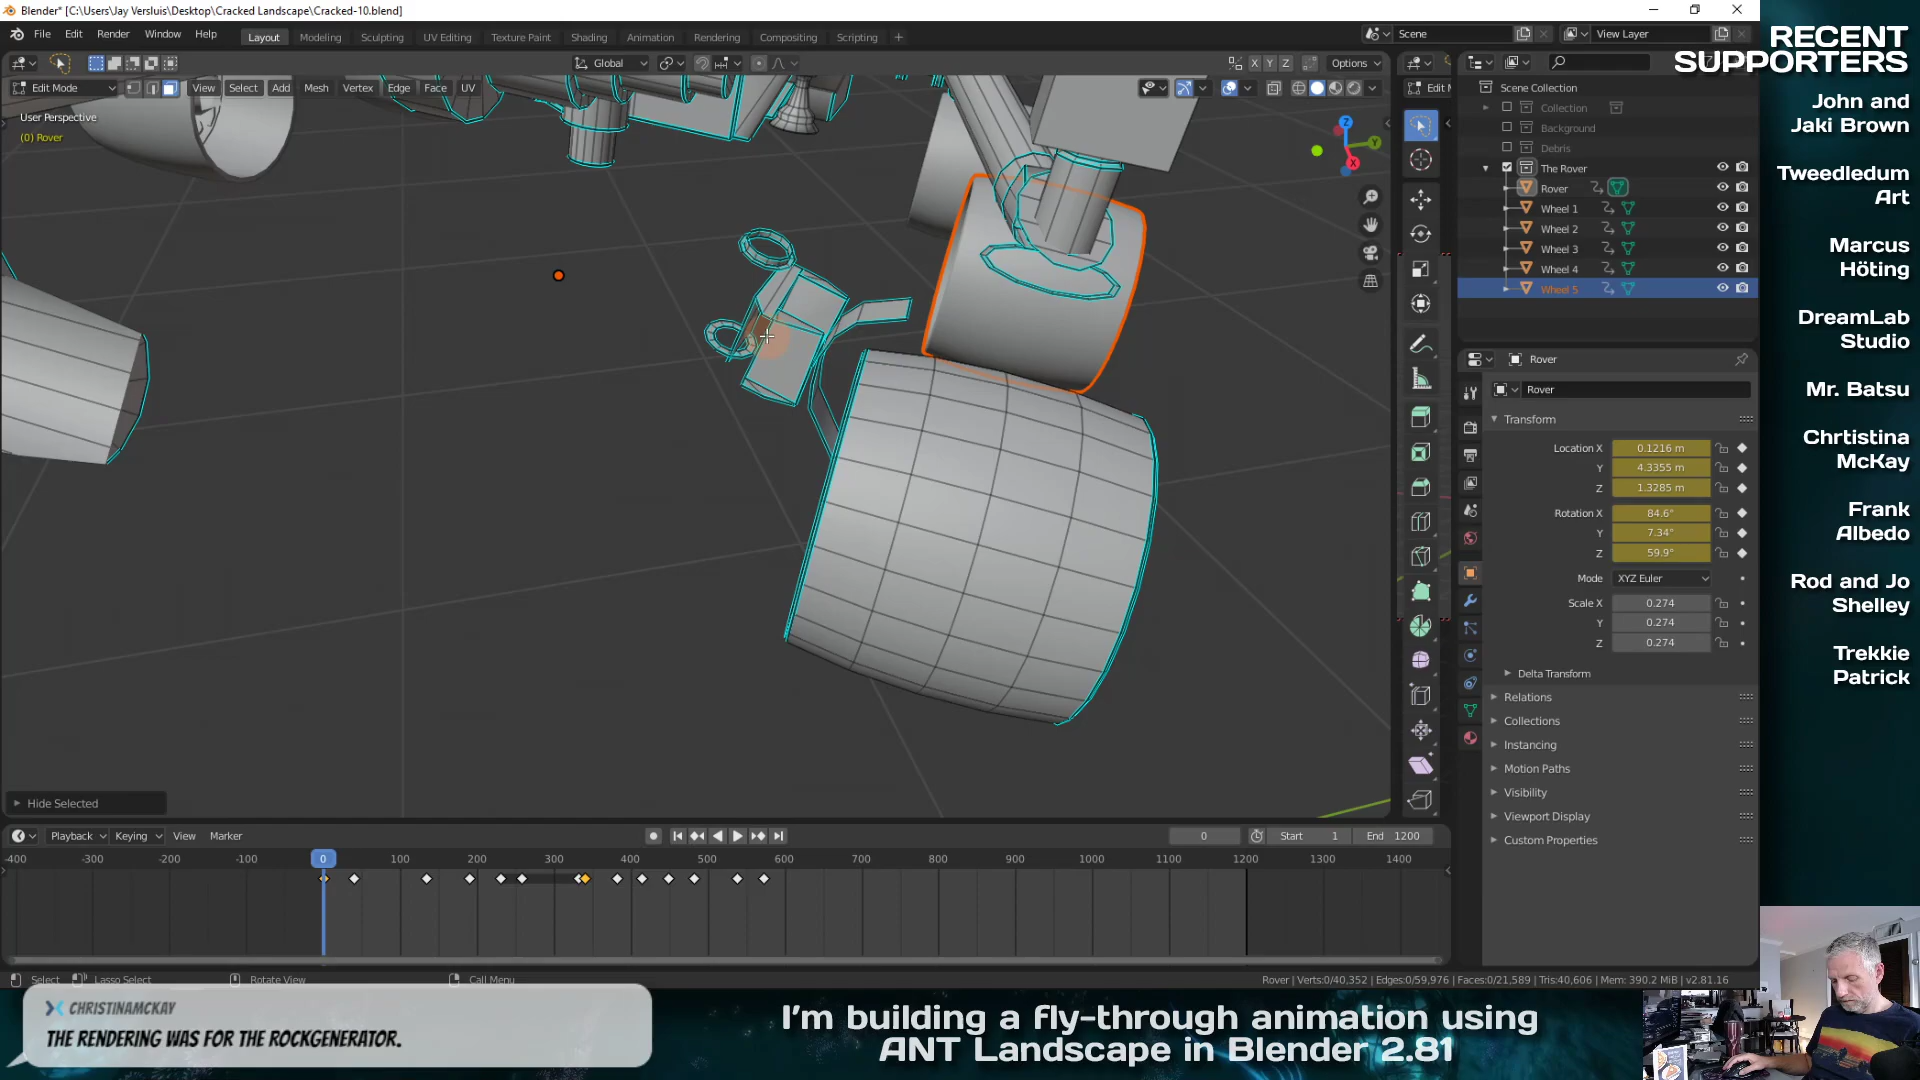 Blender* [C:\Users\Jay Versluis\Desktop\Cracked Landscape\Cracked-10.blend]
File Edit Render Window Help
Layout Modeling Sculpting UV Editing Texture Paint Shading Animation Rendering Compositing Scripting +
Scene
View Layer
Global
X Y Z
Options
Edit Mode
View Select Add Mesh Vertex Edge Face UV
User Perspective
(0) Rover
Z
Y
X
Hide Selected
Scene Collection
Collection
Background
Debris
The Rover
Rover
Wheel 1
Wheel 2
Wheel 3
Wheel 4
Wheel 5
Rover
Rover
Transform
Location X 0.1216 m
Y 4.3355 m
Z 1.3285 m
Rotation X 84.6°
Y 7.34°
Z 59.9°
Mode XYZ Euler
Scale X 0.274
Y 0.274
Z 0.274
Delta Transform
Relations
Collections
Instancing
Motion Paths
Visibility
Viewport Display
Custom Properties
Playback Keying View Marker
0
Start 1
End 1200
-400 -300 -200 -100 0 100 200 300 400 500 600 700 800 900 1000 1100 1200 1300 1400
Select Lasso Select Rotate View Call Menu
Rover | Verts:0/40,352 | Edges:0/59,976 | Faces:0/21,589 | Tris:40,606 | Mem: 390.2 MiB | v2.81.16
RECENT
SUPPORTERS
John and
Jaki Brown
Tweedledum
Art
Marcus
Höting
DreamLab
Studio
Mr. Batsu
Chrtistina
McKay
Frank
Albedo
Rod and Jo
Shelley
Trekkie
Patrick
CHRISTINAMCKAY
THE RENDERING WAS FOR THE ROCKGENERATOR.
I'm building a fly-through animation using
ANT Landscape in Blender 2.81